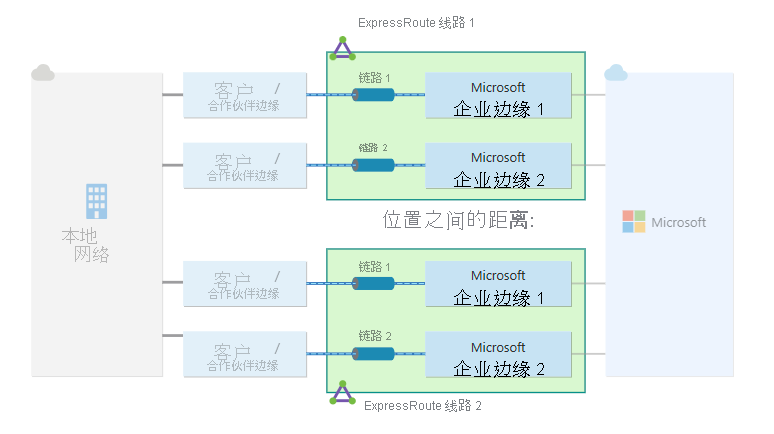 ExpressRoute 线路 1
链路 1
客户 /
合作伙伴边缘
Microsoft
企业边缘 1
链路 2
客户 /
合作伙伴边缘
Microsoft
企业边缘 2
本地
网络
位置之间的距离:
Microsoft
链路 1
客户 /
合作伙伴边缘
Microsoft
企业边缘 1
链路 2
客户 /
合作伙伴边缘
Microsoft
企业边缘 2
ExpressRoute 线路 2